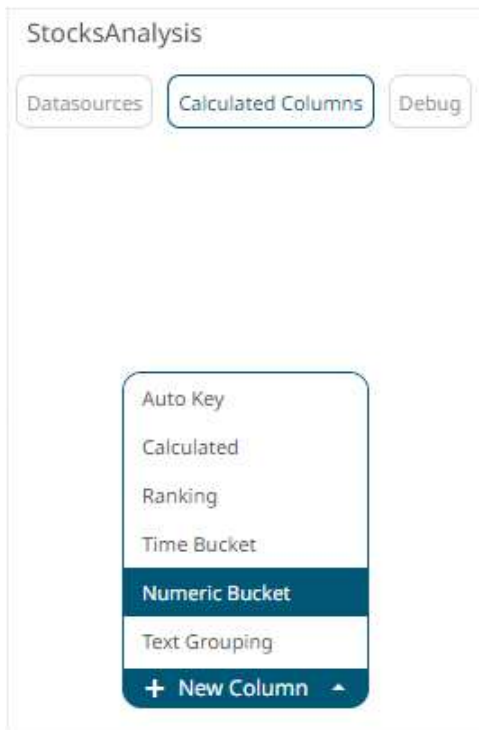 StocksAnalysis
Datasources Calculated Columns Debug
Auto Key
Calculated
Ranking
Time Bucket
Numeric Bucket
Text Grouping
+ New Column